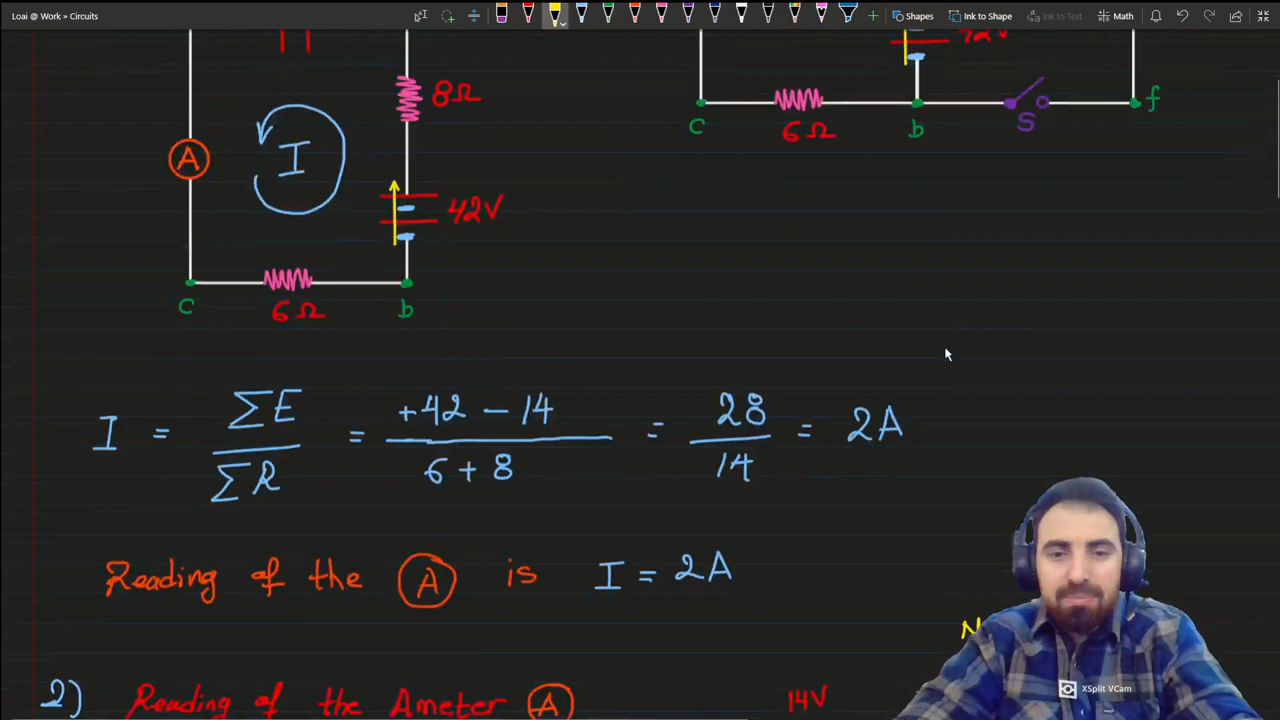 Loai @ Work » Circuits
Shapes
Ink to Shape
Ink to Text
Math
8Ω
A
I
42V
c
6Ω
b
c
6Ω
b
S
f
I = ΣE / ΣR = +42 − 14 / 6 + 8 = 28 / 14 = 2A
Reading of the A is I = 2A
2) Reading of the Ameter A
14V
XSplit VCam